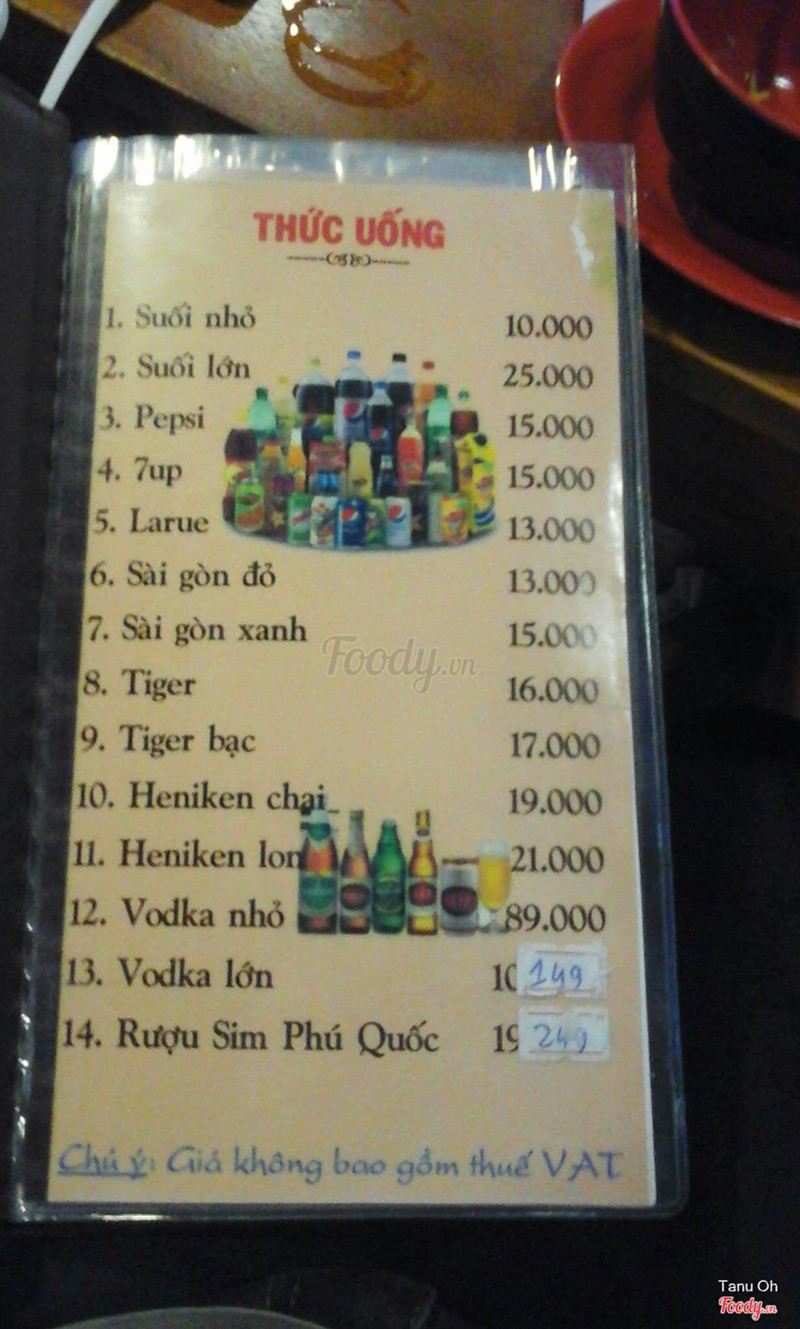 THỨC UỐNG
1. Suối nhỏ 10.000
2. Suối lớn 25.000
3. Pepsi 15.000
4. 7up 15.000
5. Larue 13.000
6. Sài gòn đỏ 13.000
7. Sài gòn xanh 15.000
Foody.vn
8. Tiger 16.000
9. Tiger bạc 17.000
10. Heniken chai 19.000
11. Heniken lon 21.000
12. Vodka nhỏ 89.000
13. Vodka lớn 10 149
14. Rượu Sim Phú Quốc 19 249
Chú ý: Giá không bao gồm thuế VAT
Tanu Oh
Foody.vn